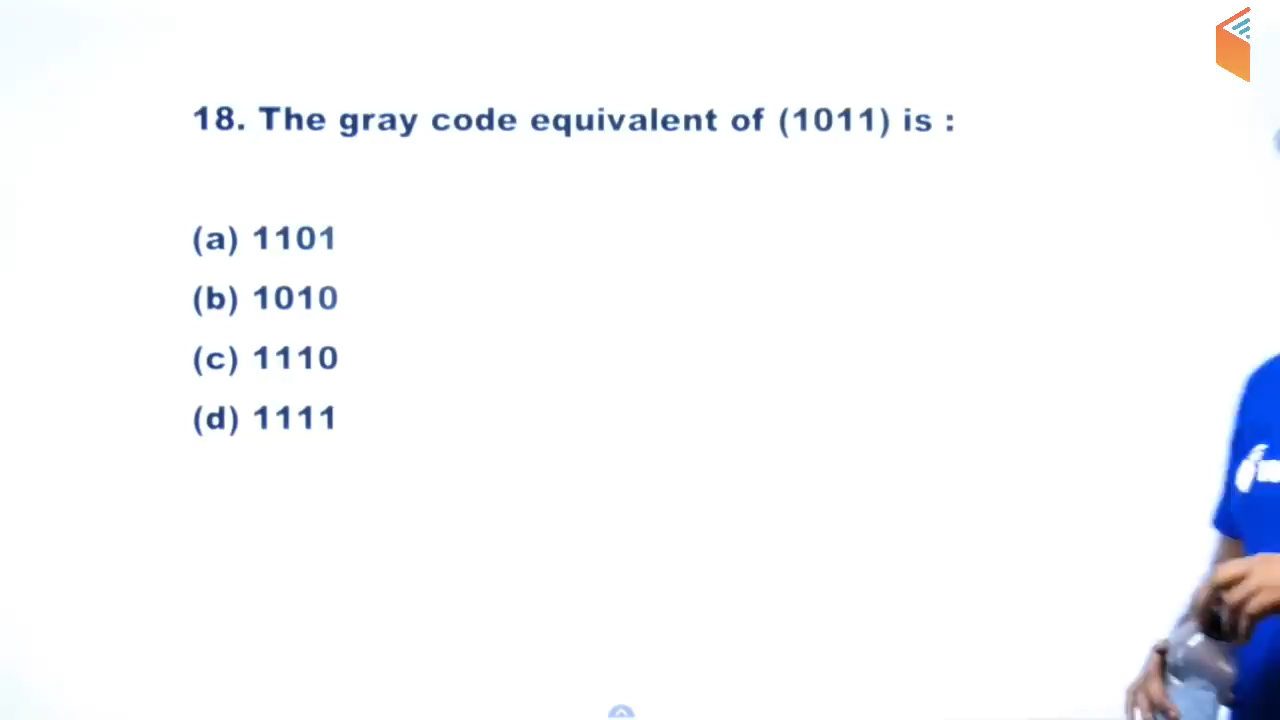 18. The gray code equivalent of (1011) is :
(a) 1101
(b) 1010
(c) 1110
(d) 1111